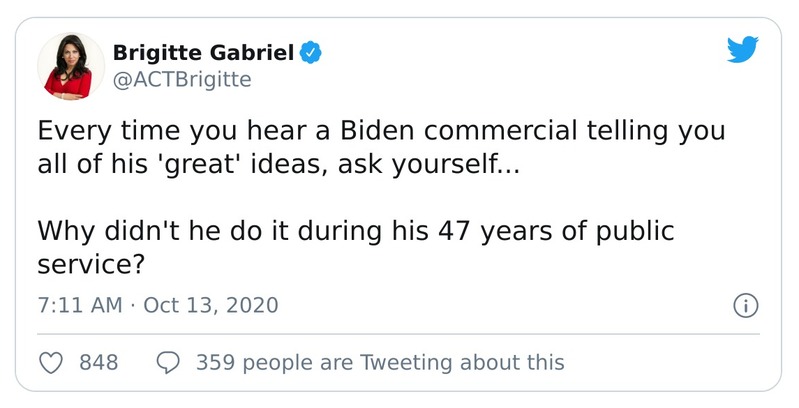 Brigitte Gabriel
@ACTBrigitte
Every time you hear a Biden commercial telling you
all of his 'great' ideas, ask yourself...
Why didn't he do it during his 47 years of public
service?
7:11 AM · Oct 13, 2020
848 359 people are Tweeting about this